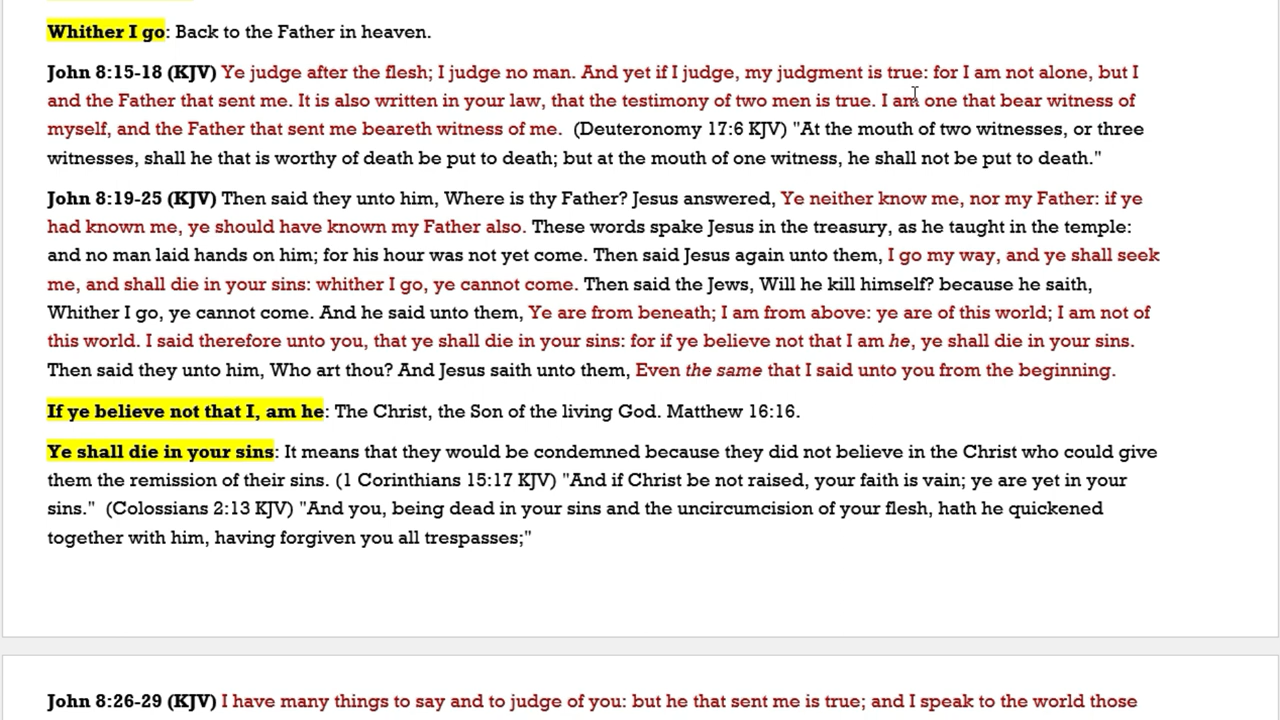 Whither I go: Back to the Father in heaven.
John 8:15-18 (KJV) Ye judge after the flesh; I judge no man. And yet if I judge, my judgment is true: for I am not alone, but I
and the Father that sent me. It is also written in your law, that the testimony of two men is true. I am one that bear witness of
myself, and the Father that sent me beareth witness of me.  (Deuteronomy 17:6 KJV) "At the mouth of two witnesses, or three
witnesses, shall he that is worthy of death be put to death; but at the mouth of one witness, he shall not be put to death."
John 8:19-25 (KJV) Then said they unto him, Where is thy Father? Jesus answered, Ye neither know me, nor my Father: if ye
had known me, ye should have known my Father also. These words spake Jesus in the treasury, as he taught in the temple:
and no man laid hands on him; for his hour was not yet come. Then said Jesus again unto them, I go my way, and ye shall seek
me, and shall die in your sins: whither I go, ye cannot come. Then said the Jews, Will he kill himself? because he saith,
Whither I go, ye cannot come. And he said unto them, Ye are from beneath; I am from above: ye are of this world; I am not of
this world. I said therefore unto you, that ye shall die in your sins: for if ye believe not that I am he, ye shall die in your sins.
Then said they unto him, Who art thou? And Jesus saith unto them, Even the same that I said unto you from the beginning.
If ye believe not that I, am he: The Christ, the Son of the living God. Matthew 16:16.
Ye shall die in your sins: It means that they would be condemned because they did not believe in the Christ who could give
them the remission of their sins. (1 Corinthians 15:17 KJV) "And if Christ be not raised, your faith is vain; ye are yet in your
sins."  (Colossians 2:13 KJV) "And you, being dead in your sins and the uncircumcision of your flesh, hath he quickened
together with him, having forgiven you all trespasses;"
John 8:26-29 (KJV) I have many things to say and to judge of you: but he that sent me is true; and I speak to the world those